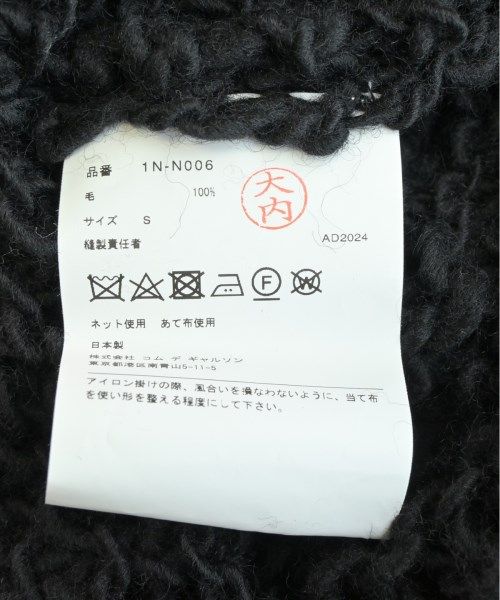 品番 1N-N006
毛 100%
大内
サイズ S
縫製責任者
AD2024
F W
ネット使用 あて布使用
日本製
株式会社 コム デ ギャルソン
東京都港区南青山5-11-5
アイロン掛けの際、風合いを損なわないように、当て布
を使い形を整える程度にして下さい。